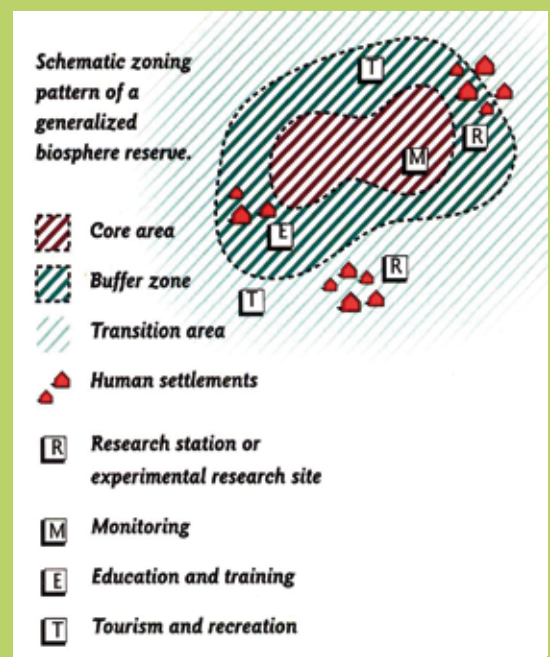 Schematic zoning
pattern of a
generalized
biosphere reserve.
T
R
M
E
R
T
Core area
Buffer zone
Transition area
Human settlements
R Research station or
experimental research site
M Monitoring
E Education and training
T Tourism and recreation